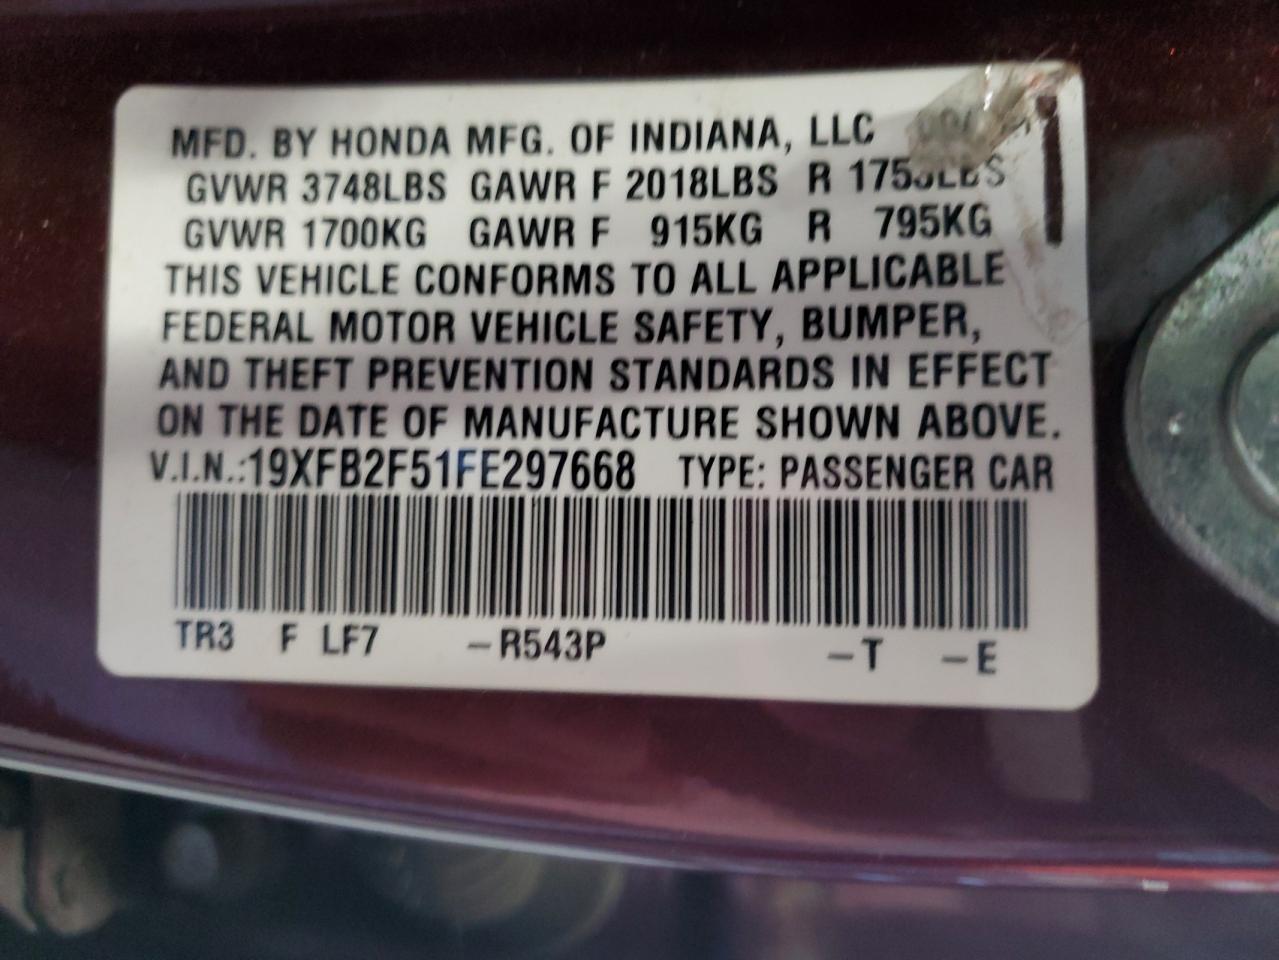 MFD. BY HONDA MFG. OF INDIANA, LLC
GVWR 3748LBS GAWR F 2018LBS R 1753LBS
GVWR 1700KG GAWR F 915KG R 795KG
THIS VEHICLE CONFORMS TO ALL APPLICABLE
FEDERAL MOTOR VEHICLE SAFETY, BUMPER,
AND THEFT PREVENTION STANDARDS IN EFFECT
ON THE DATE OF MANUFACTURE SHOWN ABOVE.
V.I.N.:19XFB2F51FE297668 TYPE: PASSENGER CAR
TR3 F LF7 -R543P -T -E